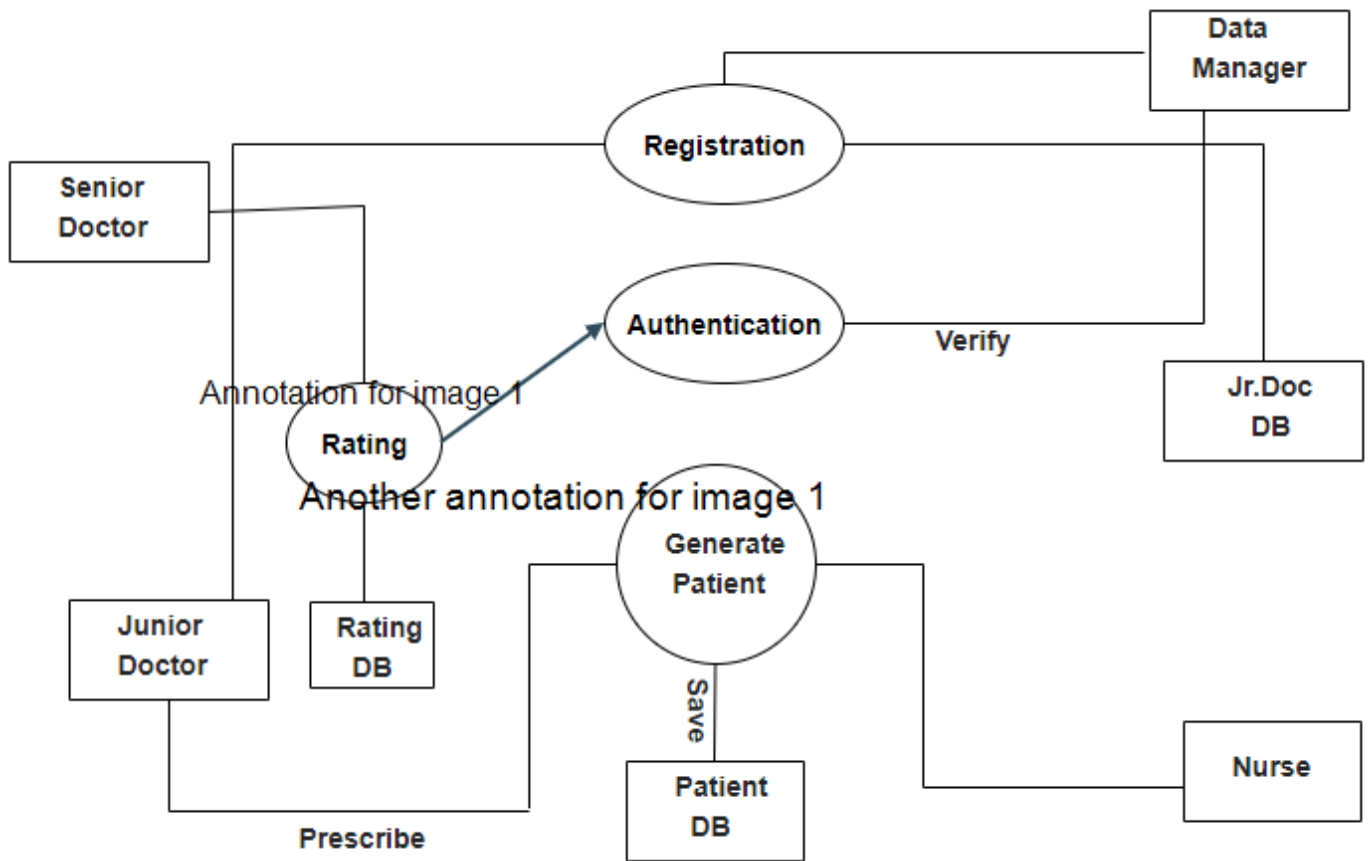 Data
Manager
Registration
Senior
Doctor
Authentication
Verify
Annotation for image 1
Jr.Doc
DB
Rating
Another annotation for image 1
Generate
Patient
Junior
Doctor
Rating
DB
Save
Patient
DB
Nurse
Prescribe